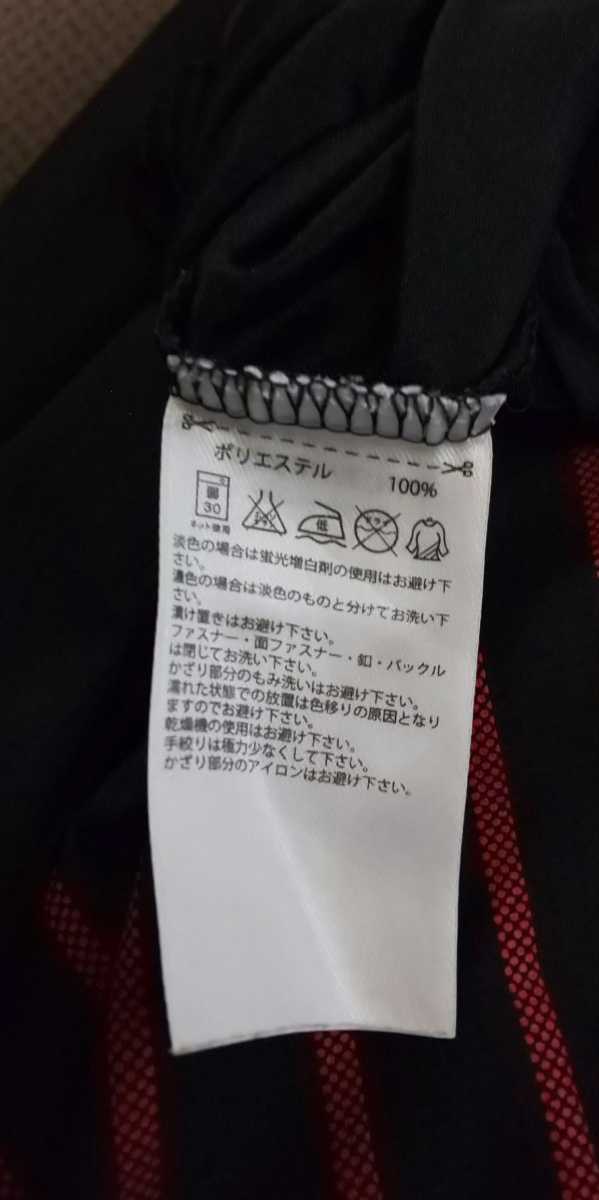 ポリエステル 100%
弱
30
ネット使用
低
ドライ
淡色の場合は蛍光増白剤の使用はお避け下
さい。
濃色の場合は淡色のものと分けてお洗い下
さい。
漬け置きはお避け下さい。
ファスナー・面ファスナー・釦・バックル
は閉じてお洗い下さい。
かざり部分のもみ洗いはお避け下さい。
濡れた状態での放置は色移りの原因となり
ますのでお避け下さい。
乾燥機の使用はお避け下さい。
手絞りは極力少なくして下さい。
かざり部分のアイロンはお避け下さい。